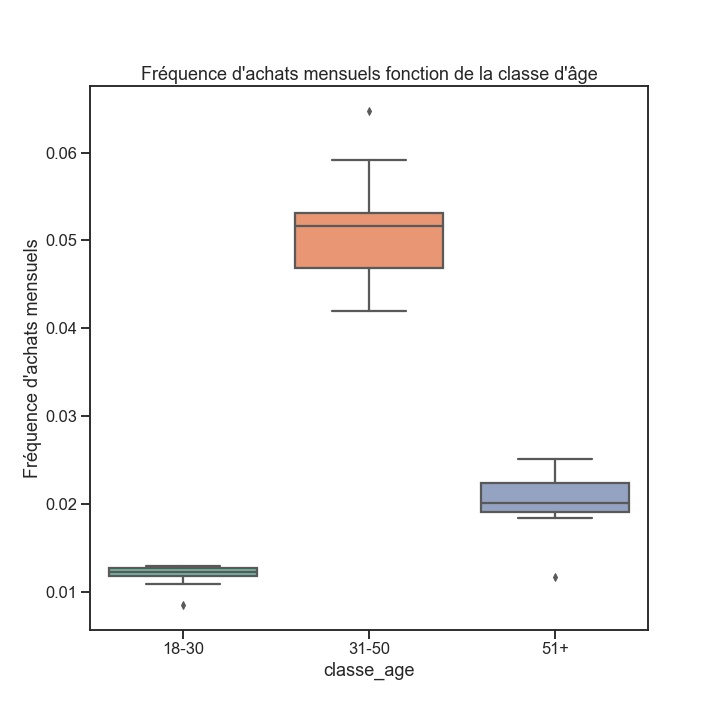 Fréquence d'achats mensuels fonction de la classe d'âge
Fréquence d'achats mensuels
0.06
0.05
0.04
0.03
0.02
0.01
18-30 31-50 51+
classe_age